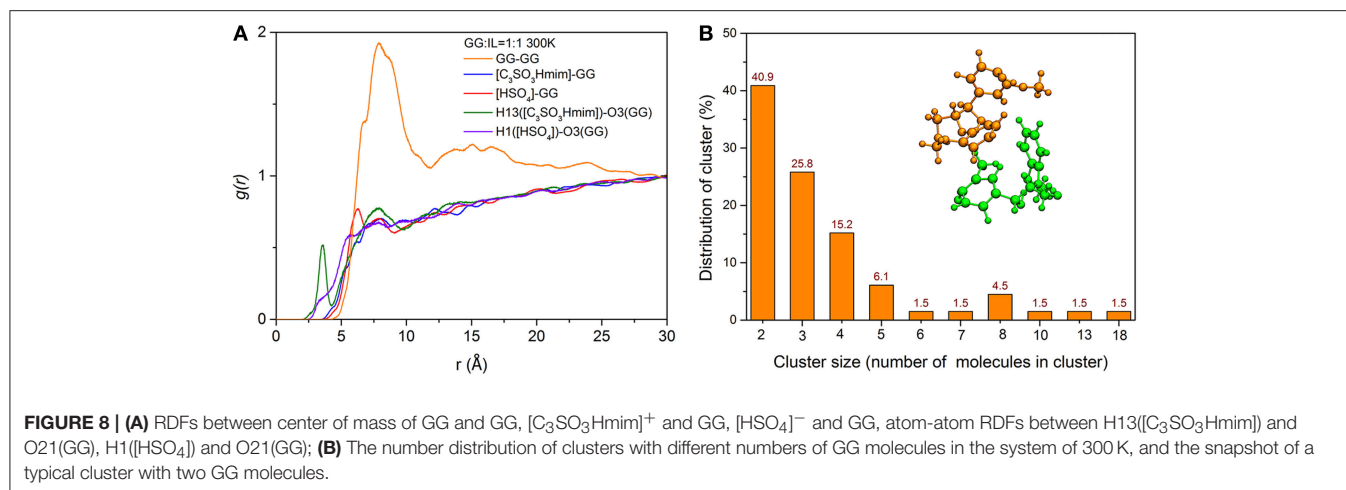 A
2
1
0
g(r)
GG:IL=1:1 300K
GG-GG
[C₃SO₃Hmim]-GG
[HSO₄]-GG
H13([C₃SO₃Hmim])-O3(GG)
H1([HSO₄])-O3(GG)
0 5 10 15 20 25 30
r (Å)
B
50
40
30
20
10
0
Distribution of cluster (%)
40.9
25.8
15.2
6.1
1.5
1.5
4.5
1.5
1.5
1.5
2 3 4 5 6 7 8 10 13 18
Cluster size (number of molecules in cluster)
FIGURE 8 | (A) RDFs between center of mass of GG and GG, [C₃SO₃Hmim]⁺ and GG, [HSO₄]⁻ and GG, atom-atom RDFs between H13([C₃SO₃Hmim]) and
O21(GG), H1([HSO₄]) and O21(GG); (B) The number distribution of clusters with different numbers of GG molecules in the system of 300 K, and the snapshot of a
typical cluster with two GG molecules.